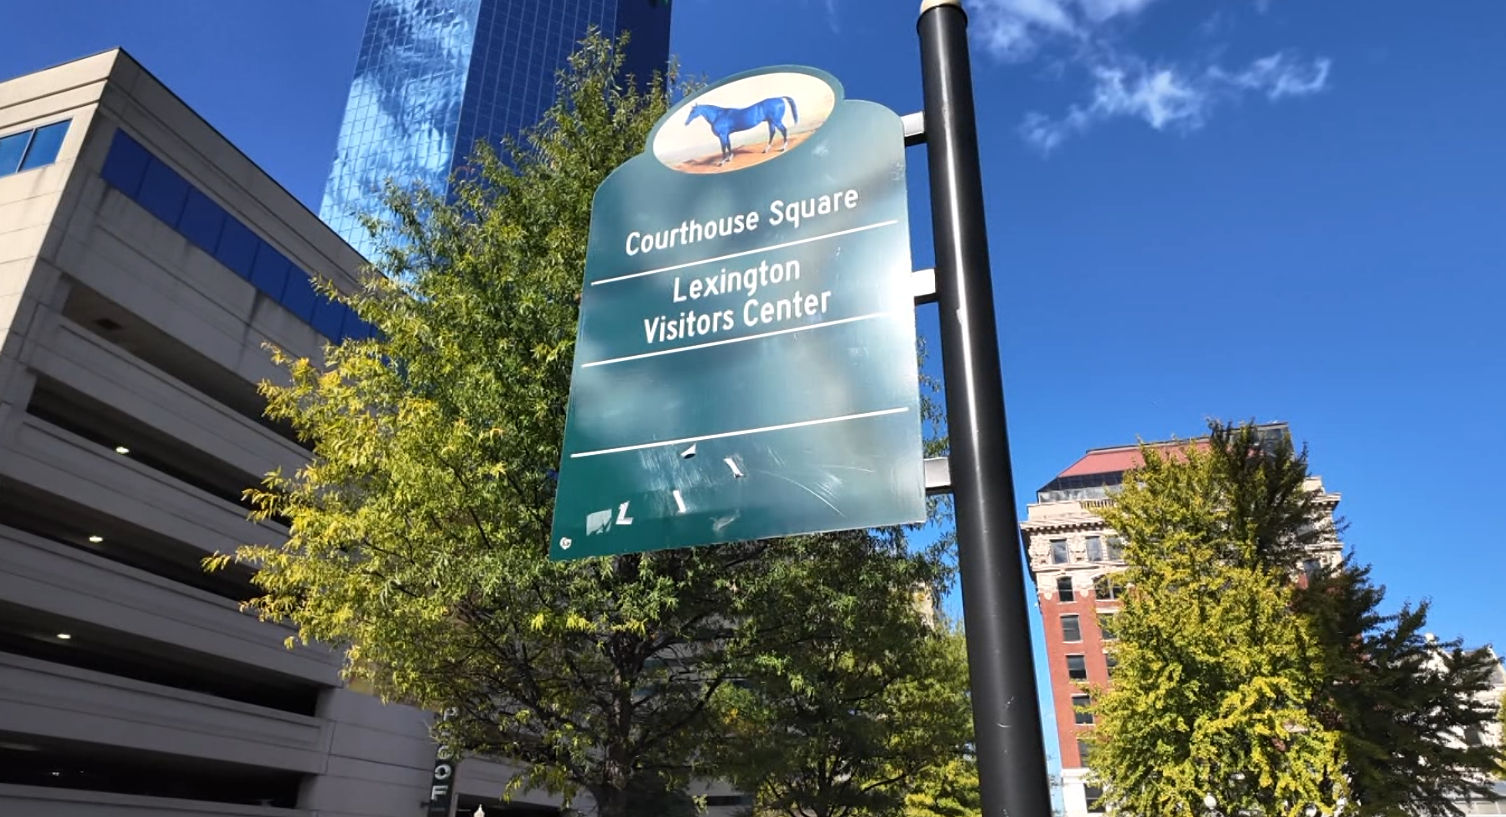 Courthouse Square
Lexington
Visitors Center